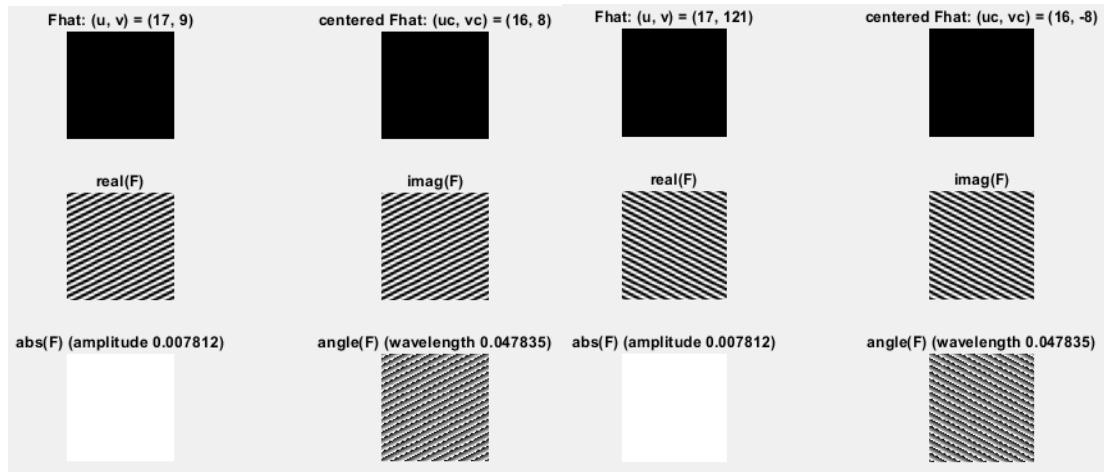 Fhat: (u, v) = (17, 9)
centered Fhat: (uc, vc) = (16, 8)
Fhat: (u, v) = (17, 121)
centered Fhat: (uc, vc) = (16, -8)
real(F)
imag(F)
real(F)
imag(F)
abs(F) (amplitude 0.007812)
angle(F) (wavelength 0.047835)
abs(F) (amplitude 0.007812)
angle(F) (wavelength 0.047835)